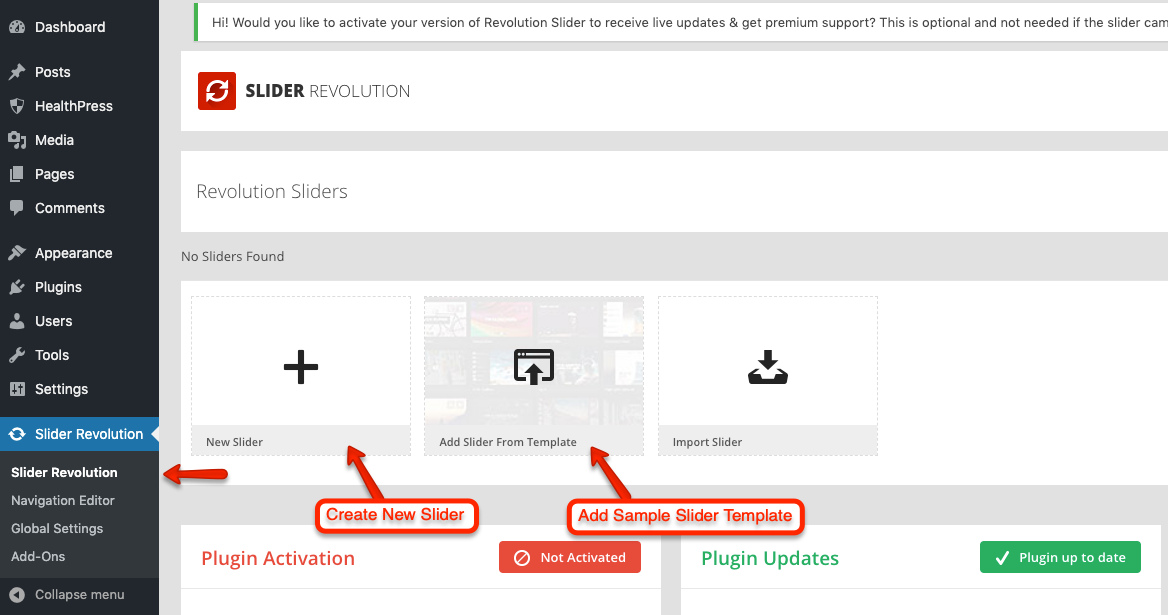 Dashboard
Posts
HealthPress
Media
Pages
Comments
Appearance
Plugins
Users
Tools
Settings
Slider Revolution
Slider Revolution
Navigation Editor
Global Settings
Add-Ons
Collapse menu
Hi! Would you like to activate your version of Revolution Slider to receive live updates & get premium support? This is optional and not needed if the slider cam
SLIDER REVOLUTION
Revolution Sliders
No Sliders Found
New Slider
Add Slider From Template
Import Slider
Create New Slider
Add Sample Slider Template
Plugin Activation
Not Activated
Plugin Updates
Plugin up to date